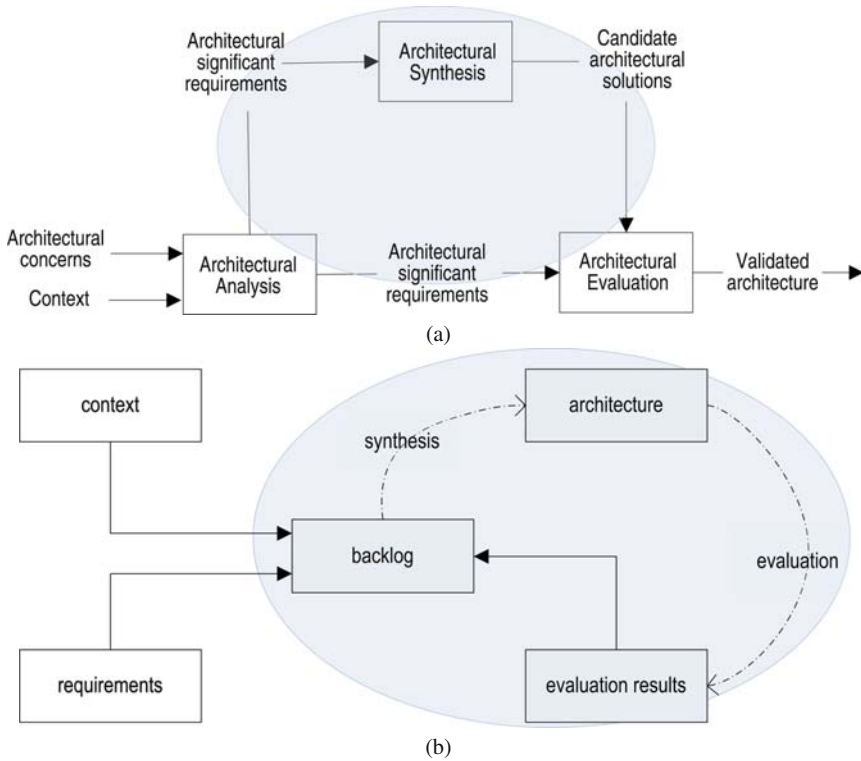 Architectural
significant
requirements
Architectural
Synthesis
Candidate
architectural
solutions
Architectural
concerns
Context
Architectural
Analysis
Architectural
significant
requirements
Architectural
Evaluation
Validated
architecture
(a)
context
architecture
synthesis
backlog
evaluation
requirements
evaluation results
(b)